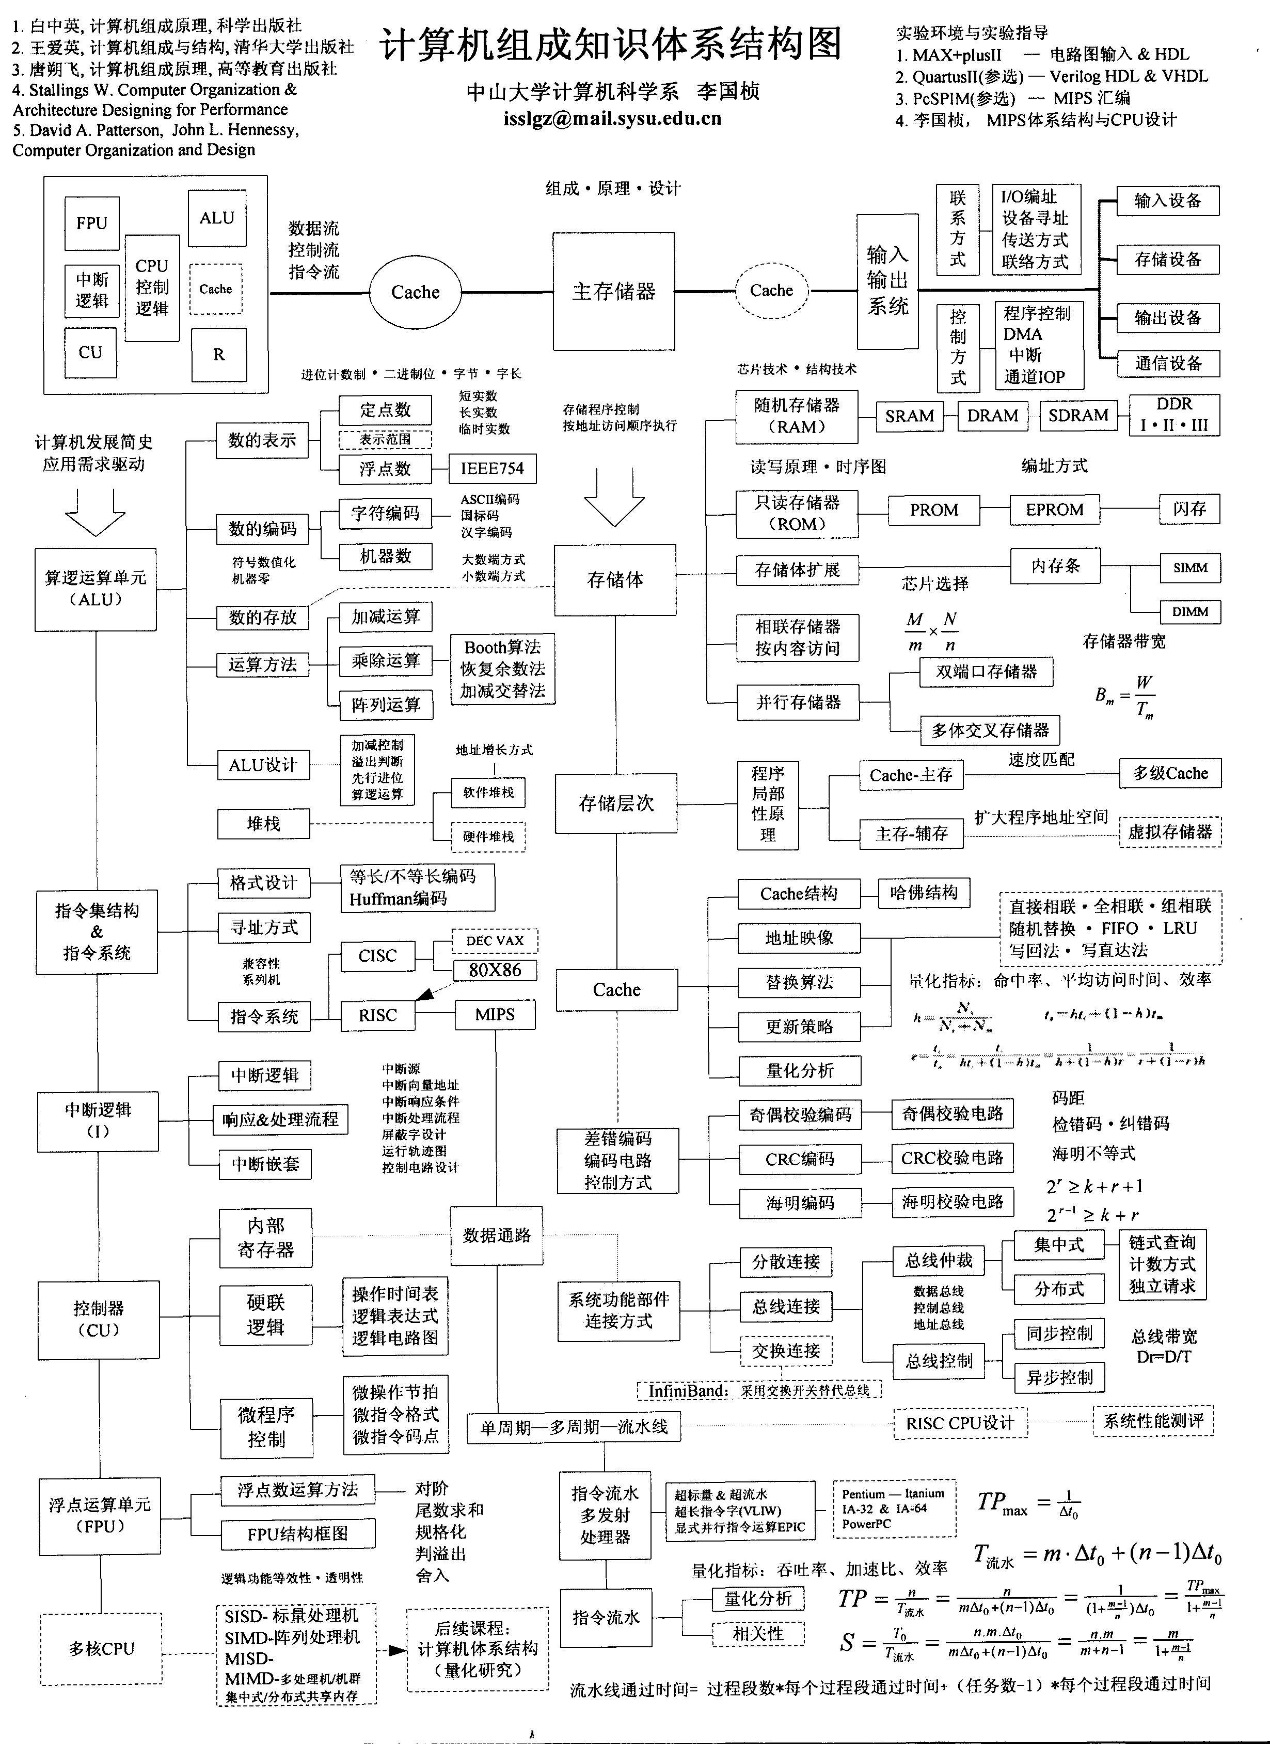 1. 白中英, 计算机组成原理, 科学出版社
2. 王爱英, 计算机组成与结构, 清华大学出版社
3. 唐朔飞, 计算机组成原理, 高等教育出版社
4. Stallings W. Computer Organization &
Architecture Designing for Performance
5. David A. Patterson, John L. Hennessy,
Computer Organization and Design
计算机组成知识体系结构图
中山大学计算机科学系 李国桢
isslgz@mail.sysu.edu.cn
实验环境与实验指导
1. MAX+plusII — 电路图输入 & HDL
2. QuartusII(参选) — Verilog HDL & VHDL
3. PcSPIM(参选) — MIPS 汇编
4. 李国桢, MIPS体系结构与CPU设计
组成·原理·设计
FPU
ALU
中断
逻辑
CPU
控制
逻辑
Cache
CU
R
数据流
控制流
指令流
Cache
主存储器
Cache
输入
输出
系统
联系方式
I/O编址
设备寻址
传送方式
联络方式
控制方式
程序控制
DMA
中断
通道IOP
输入设备
存储设备
输出设备
通信设备
进位计数制·二进制位·字节·字长
芯片技术·结构技术
计算机发展简史
应用需求驱动
算逻运算单元
(ALU)
数的表示
定点数
表示范围
浮点数
短实数
长实数
临时实数
IEEE754
数的编码
符号数值化
机器零
字符编码
机器数
ASCII编码
国标码
汉字编码
大数端方式
小数端方式
数的存放
运算方法
加减运算
乘除运算
阵列运算
Booth算法
恢复余数法
加减交替法
ALU设计
加减控制
溢出判断
先行进位
算逻运算
地址增长方式
堆栈
软件堆栈
硬件堆栈
存储程序控制
按地址访问顺序执行
存储体
随机存储器
(RAM)
SRAM
DRAM
SDRAM
DDR
I·II·III
读写原理·时序图
编址方式
只读存储器
(ROM)
PROM
EPROM
闪存
存储体扩展
芯片选择
内存条
SIMM
DIMM
相联存储器
按内容访问
M/m × N/n
存储器带宽
Bm = W/Tm
并行存储器
双端口存储器
多体交叉存储器
存储层次
程序
局部
性原
理
Cache-主存
速度匹配
多级Cache
主存-辅存
扩大程序地址空间
虚拟存储器
指令集结构
&
指令系统
格式设计
等长/不等长编码
Huffman编码
寻址方式
兼容性
系列机
指令系统
CISC
DEC VAX
80X86
RISC
MIPS
Cache
Cache结构
哈佛结构
地址映像
替换算法
更新策略
量化分析
直接相联·全相联·组相联
随机替换·FIFO·LRU
写回法·写直达法
量化指标: 命中率、平均访问时间、效率
中断逻辑
(I)
中断逻辑
响应&处理流程
中断嵌套
中断源
中断向量地址
中断响应条件
中断处理流程
屏蔽字设计
运行轨迹图
控制电路设计
差错编码
编码电路
控制方式
奇偶校验编码
奇偶校验电路
CRC编码
CRC校验电路
海明编码
海明校验电路
码距
检错码·纠错码
海明不等式
2^r ≥ k+r+1
2^(r-1) ≥ k+r
控制器
(CU)
内部
寄存器
数据通路
硬联
逻辑
操作时间表
逻辑表达式
逻辑电路图
微程序
控制
微操作节拍
微指令格式
微指令码点
系统功能部件
连接方式
分散连接
总线连接
交换连接
InfiniBand: 采用交换开关替代总线
总线仲裁
数据总线
控制总线
地址总线
总线控制
集中式
分布式
链式查询
计数方式
独立请求
同步控制
异步控制
总线带宽
Dr=D/T
单周期—多周期—流水线
RISC CPU设计
系统性能测评
浮点运算单元
(FPU)
浮点数运算方法
FPU结构框图
对阶
尾数求和
规格化
判溢出
舍入
逻辑功能等效性·透明性
多核CPU
SISD- 标量处理机
SIMD-阵列处理机
MISD-
MIMD-多处理机/机群
集中式/分布式共享内存
后续课程:
计算机体系结构
(量化研究)
指令流水
多发射
处理器
超标量 & 超流水
超长指令字(VLIW)
显式并行指令运算EPIC
Pentium — Itanium
IA-32 & IA-64
PowerPC
TPmax = 1/Δt0
T流水 = m·Δt0+(n−1)Δt0
量化指标: 吞吐率、加速比、效率
指令流水
量化分析
相关性
TP = n/T流水 = n/(mΔt0+(n−1)Δt0) = 1/((1+(m−1)/n)Δt0) = TPmax/(1+(m−1)/n)
S = T0/T流水 = n.m.Δt0/(mΔt0+(n−1)Δt0) = n.m/(m+n−1) = m/(1+(m−1)/n)
流水线通过时间= 过程段数*每个过程段通过时间+（任务数-1）*每个过程段通过时间